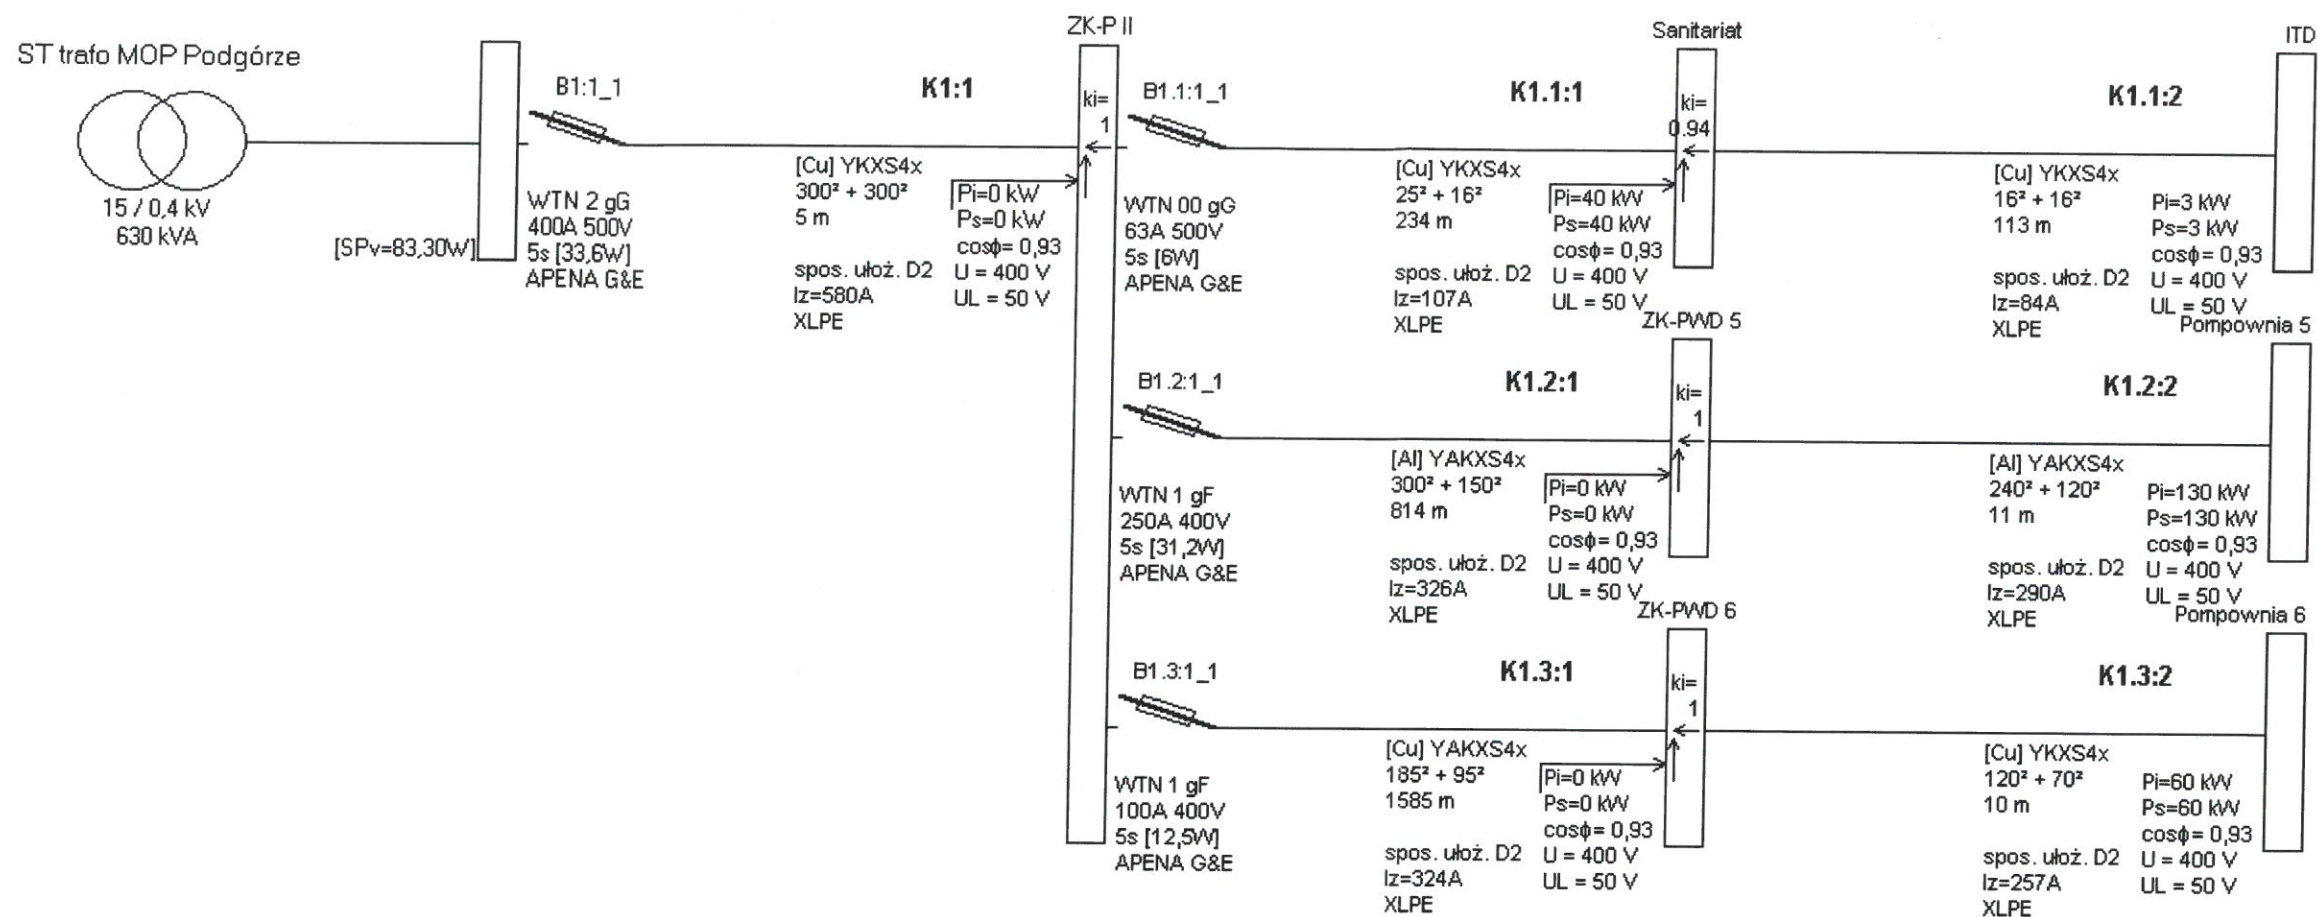 ST trafo MOP Podgórze
15 / 0,4 kV
630 kVA
[SPv=83,30W]
B1:1_1
WTN 2 gG
400A 500V
5s [33,6W]
APENA G&E
K1:1
[Cu] YKXS4x
300² + 300²
5 m
spos. ułoż. D2
Iz=580A
XLPE
Pi=0 kW
Ps=0 kW
cosϕ= 0,93
U = 400 V
UL = 50 V
ZK-P II
ki=
1
B1.1:1_1
WTN 00 gG
63A 500V
5s [6W]
APENA G&E
K1.1:1
[Cu] YKXS4x
25² + 16²
234 m
spos. ułoż. D2
Iz=107A
XLPE
Pi=40 kW
Ps=40 kW
cosϕ= 0,93
U = 400 V
UL = 50 V
Sanitariat
ki=
0.94
K1.1:2
[Cu] YKXS4x
16² + 16²
113 m
spos. ułoż. D2
Iz=84A
XLPE
Pi=3 kW
Ps=3 kW
cosϕ= 0,93
U = 400 V
UL = 50 V
ITD
B1.2:1_1
WTN 1 gF
250A 400V
5s [31,2W]
APENA G&E
K1.2:1
[Al] YAKXS4x
300² + 150²
814 m
spos. ułoż. D2
Iz=326A
XLPE
Pi=0 kW
Ps=0 kW
cosϕ= 0,93
U = 400 V
UL = 50 V
ZK-PWD 5
ki=
1
K1.2:2
[Al] YAKXS4x
240² + 120²
11 m
spos. ułoż. D2
Iz=290A
XLPE
Pi=130 kW
Ps=130 kW
cosϕ= 0,93
U = 400 V
UL = 50 V
Pompownia 5
B1.3:1_1
WTN 1 gF
100A 400V
5s [12,5W]
APENA G&E
K1.3:1
[Cu] YAKXS4x
185² + 95²
1585 m
spos. ułoż. D2
Iz=324A
XLPE
Pi=0 kW
Ps=0 kW
cosϕ= 0,93
U = 400 V
UL = 50 V
ZK-PWD 6
ki=
1
K1.3:2
[Cu] YKXS4x
120² + 70²
10 m
spos. ułoż. D2
Iz=257A
XLPE
Pi=60 kW
Ps=60 kW
cosϕ= 0,93
U = 400 V
UL = 50 V
Pompownia 6